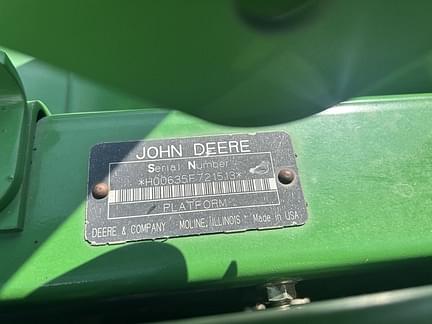 JOHN DEERE
Serial Number
*H00635F721513*
PLATFORM
DEERE & COMPANY MOLINE, ILLINOIS Made in USA